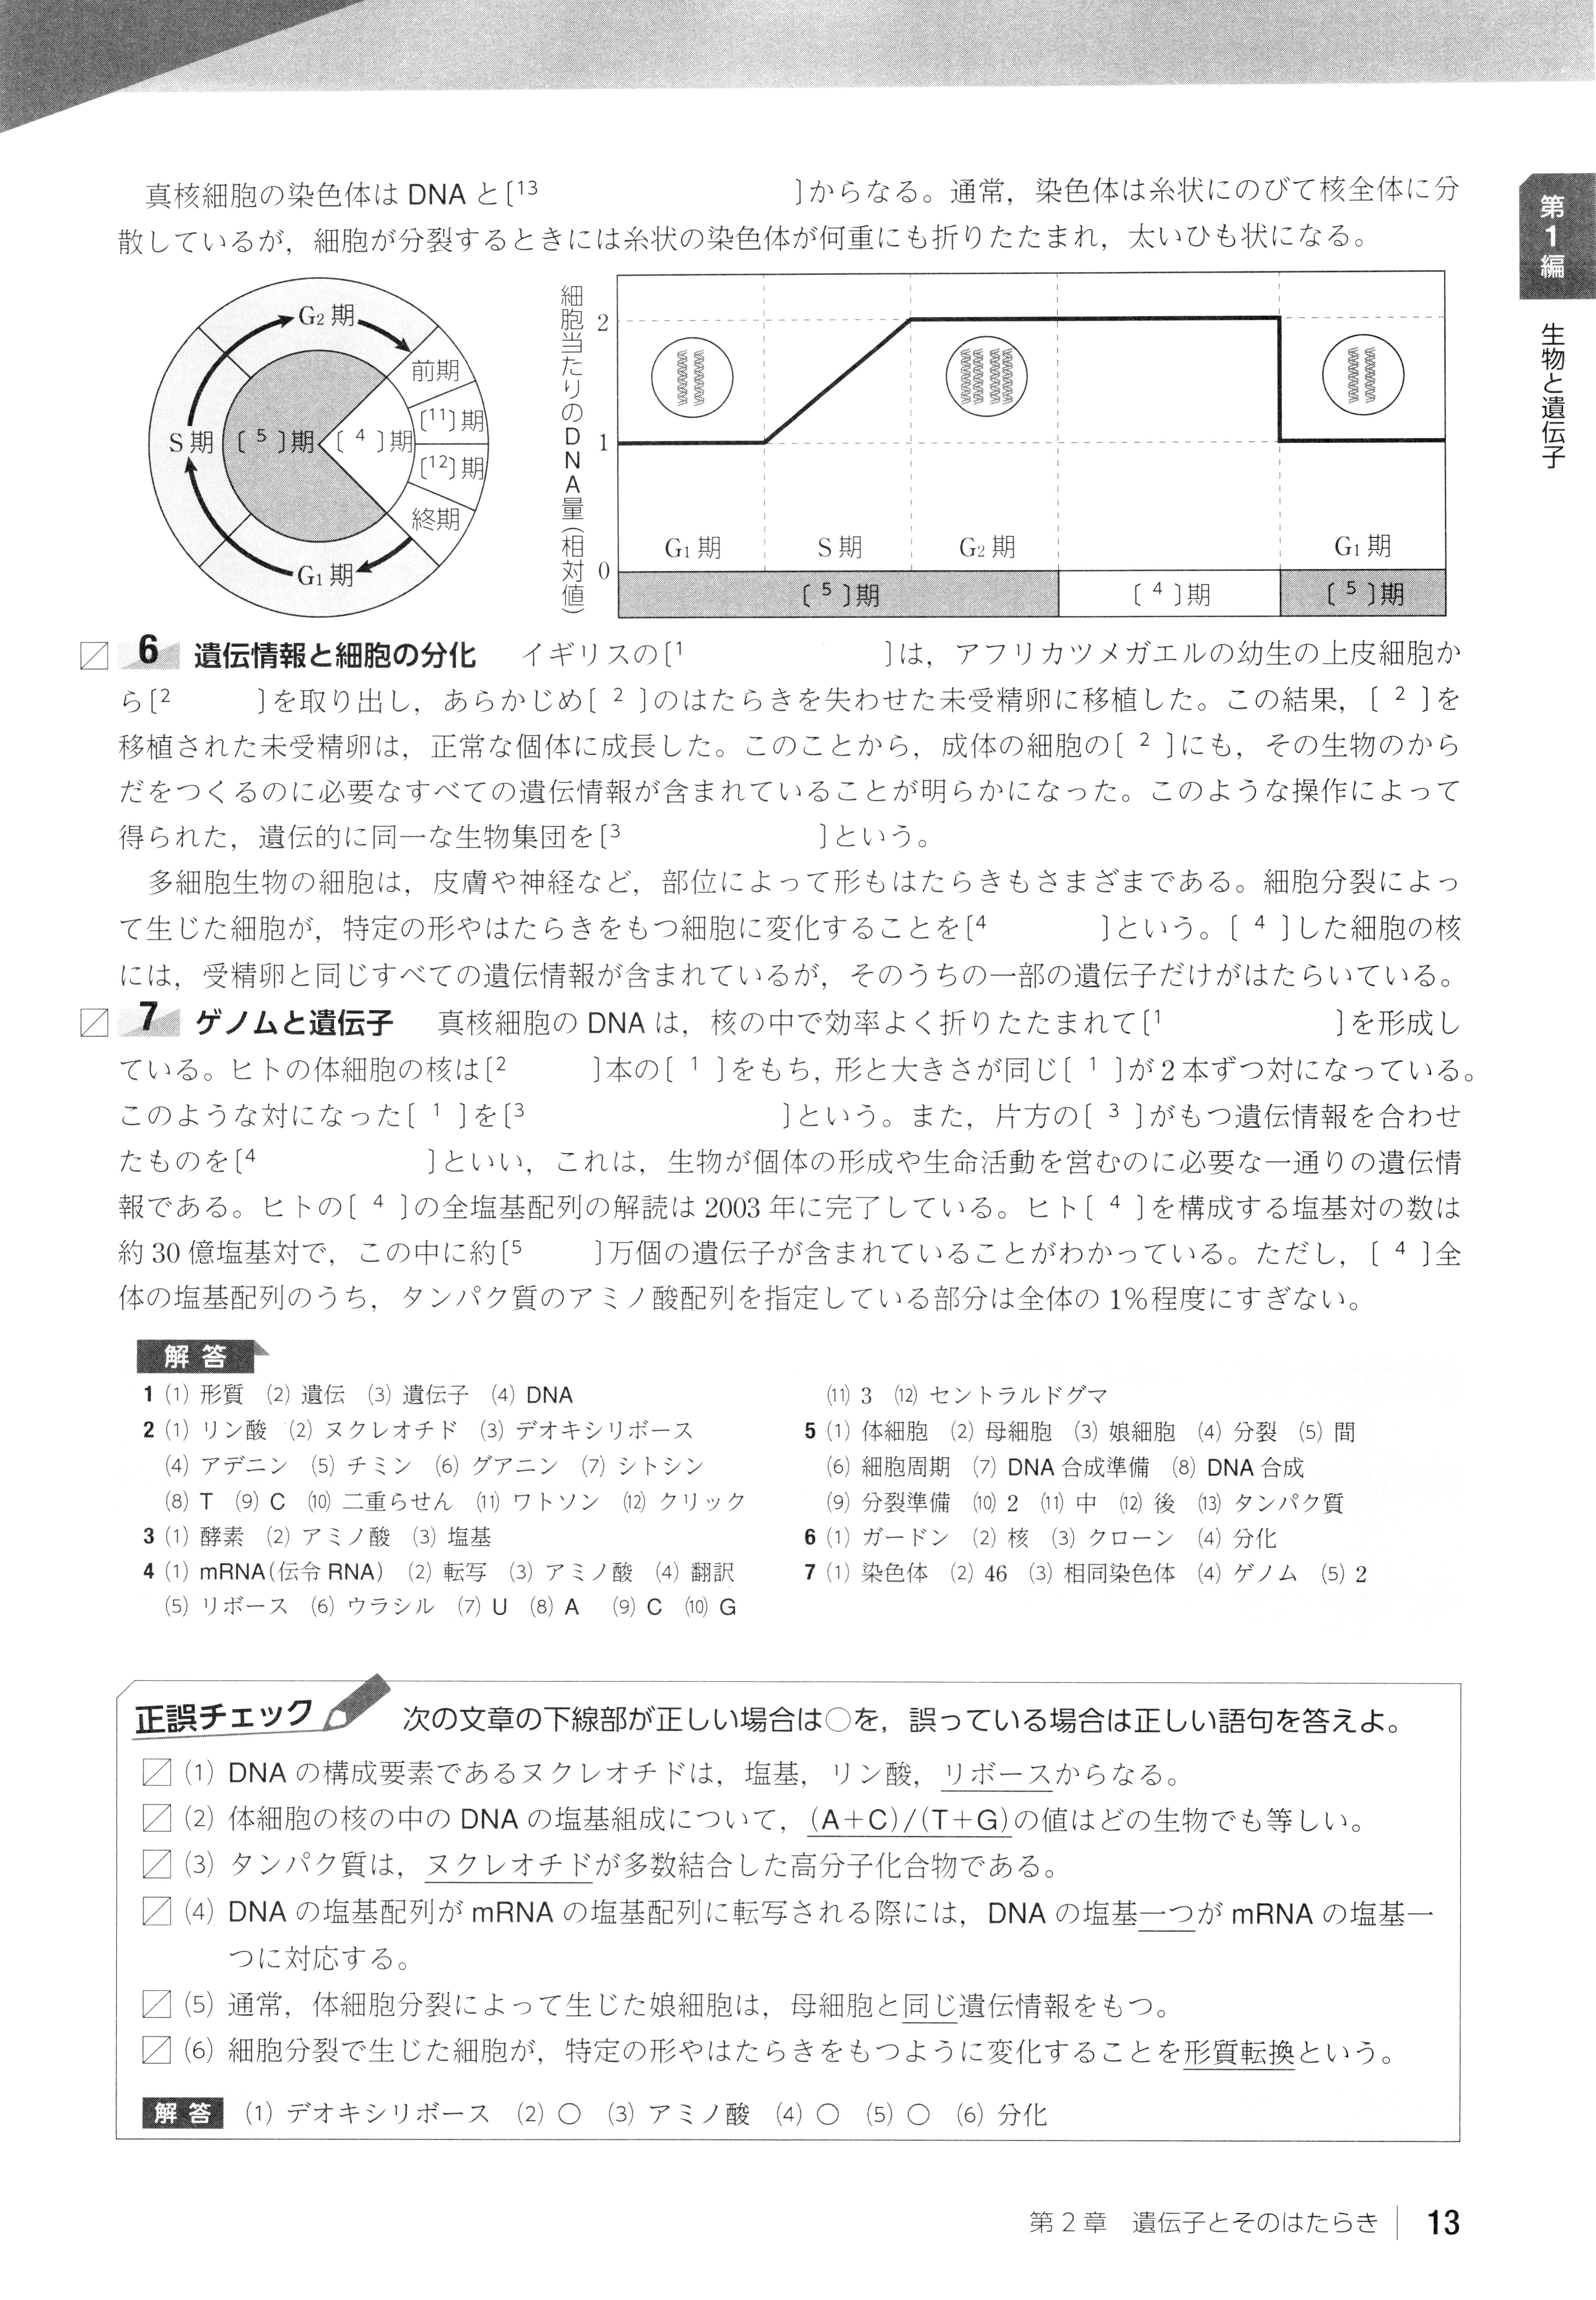 真核細胞の染色体は DNA と〔13　〕からなる。通常，染色体は糸状にのびて核全体に分
散しているが，細胞が分裂するときには糸状の染色体が何重にも折りたたまれ，太いひも状になる。
第1編
生物と遺伝子
G2 期
前期
〔11〕期
〔12〕期
終期
G1 期
S 期
〔 5 〕期
〔 4 〕期
細胞当たりのDNA量（相対値）
2
1
0
G1 期
S 期
G2 期
G1 期
〔 5 〕期
〔 4 〕期
〔 5 〕期
6 遺伝情報と細胞の分化　イギリスの〔1　〕は，アフリカツメガエルの幼生の上皮細胞か
ら〔2　〕を取り出し，あらかじめ〔 2 〕のはたらきを失わせた未受精卵に移植した。この結果，〔 2 〕を
移植された未受精卵は，正常な個体に成長した。このことから，成体の細胞の〔 2 〕にも，その生物のから
だをつくるのに必要なすべての遺伝情報が含まれていることが明らかになった。このような操作によって
得られた，遺伝的に同一な生物集団を〔3　〕という。
多細胞生物の細胞は，皮膚や神経など，部位によって形もはたらきもさまざまである。細胞分裂によっ
て生じた細胞が，特定の形やはたらきをもつ細胞に変化することを〔4　〕という。〔 4 〕した細胞の核
には，受精卵と同じすべての遺伝情報が含まれているが，そのうちの一部の遺伝子だけがはたらいている。
7 ゲノムと遺伝子　真核細胞の DNA は，核の中で効率よく折りたたまれて〔1　〕を形成し
ている。ヒトの体細胞の核は〔2　〕本の〔 1 〕をもち，形と大きさが同じ〔 1 〕が 2 本ずつ対になっている。
このような対になった〔 1 〕を〔3　〕という。また，片方の〔 3 〕がもつ遺伝情報を合わせ
たものを〔4　〕といい，これは，生物が個体の形成や生命活動を営むのに必要な一通りの遺伝情
報である。ヒトの〔 4 〕の全塩基配列の解読は 2003 年に完了している。ヒト〔 4 〕を構成する塩基対の数は
約 30 億塩基対で，この中に約〔5　〕万個の遺伝子が含まれていることがわかっている。ただし，〔 4 〕全
体の塩基配列のうち，タンパク質のアミノ酸配列を指定している部分は全体の 1%程度にすぎない。
解 答
1 (1) 形質　(2) 遺伝　(3) 遺伝子　(4) DNA
2 (1) リン酸　(2) ヌクレオチド　(3) デオキシリボース
(4) アデニン　(5) チミン　(6) グアニン　(7) シトシン
(8) T　(9) C　(10) 二重らせん　(11) ワトソン　(12) クリック
3 (1) 酵素　(2) アミノ酸　(3) 塩基
4 (1) mRNA(伝令 RNA)　(2) 転写　(3) アミノ酸　(4) 翻訳
(5) リボース　(6) ウラシル　(7) U　(8) A　(9) C　(10) G
(11) 3　(12) セントラルドグマ
5 (1) 体細胞　(2) 母細胞　(3) 娘細胞　(4) 分裂　(5) 間
(6) 細胞周期　(7) DNA 合成準備　(8) DNA 合成
(9) 分裂準備　(10) 2　(11) 中　(12) 後　(13) タンパク質
6 (1) ガードン　(2) 核　(3) クローン　(4) 分化
7 (1) 染色体　(2) 46　(3) 相同染色体　(4) ゲノム　(5) 2
正誤チェック　次の文章の下線部が正しい場合は○を，誤っている場合は正しい語句を答えよ。
(1) DNA の構成要素であるヌクレオチドは，塩基，リン酸，リボースからなる。
(2) 体細胞の核の中の DNA の塩基組成について，(A＋C)/(T＋G)の値はどの生物でも等しい。
(3) タンパク質は，ヌクレオチドが多数結合した高分子化合物である。
(4) DNA の塩基配列が mRNA の塩基配列に転写される際には，DNA の塩基一つが mRNA の塩基一
つに対応する。
(5) 通常，体細胞分裂によって生じた娘細胞は，母細胞と同じ遺伝情報をもつ。
(6) 細胞分裂で生じた細胞が，特定の形やはたらきをもつように変化することを形質転換という。
解 答　(1) デオキシリボース　(2) ○　(3) アミノ酸　(4) ○　(5) ○　(6) 分化
第 2 章　遺伝子とそのはたらき　13